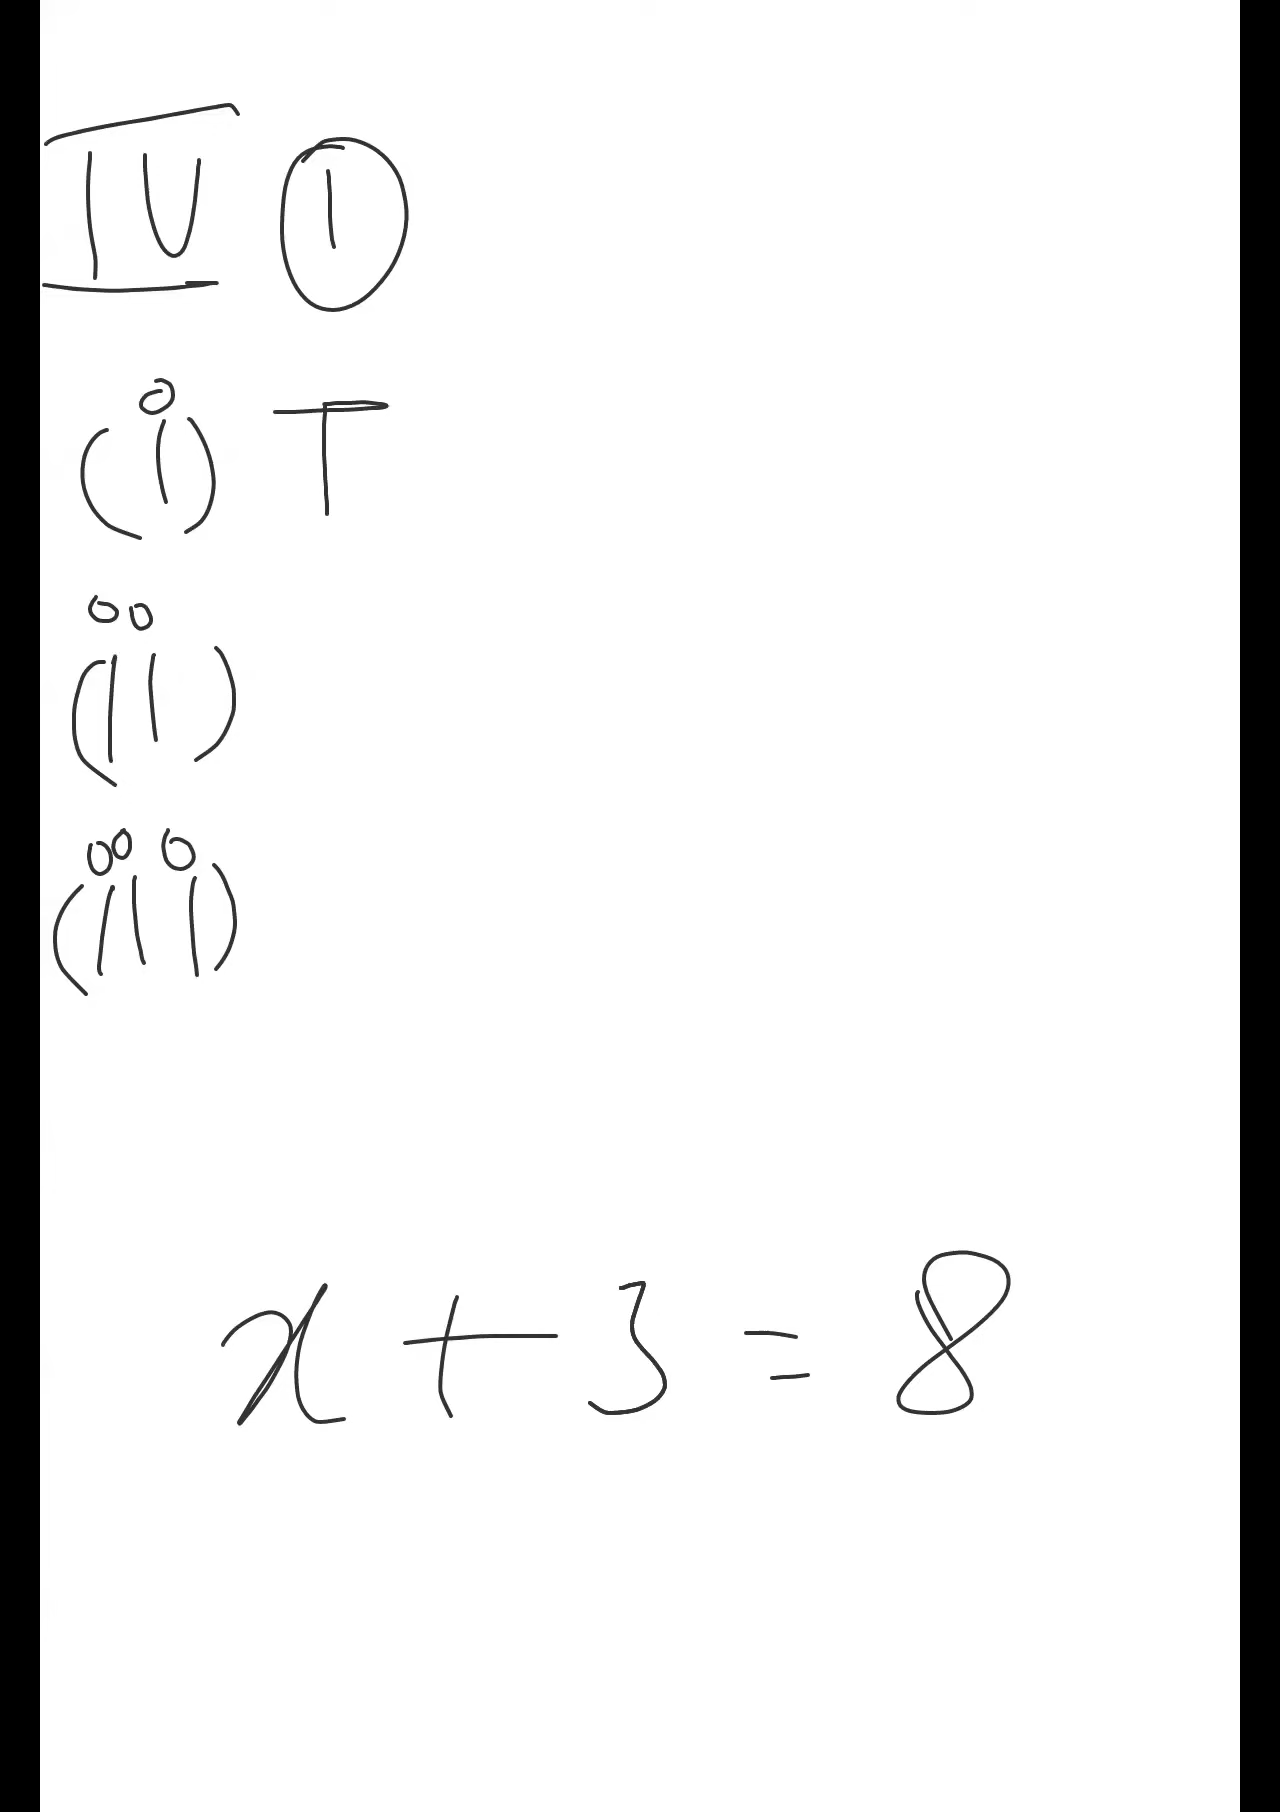 IV ①
(i) T
(ii)
(iii)
x + 3 = 8